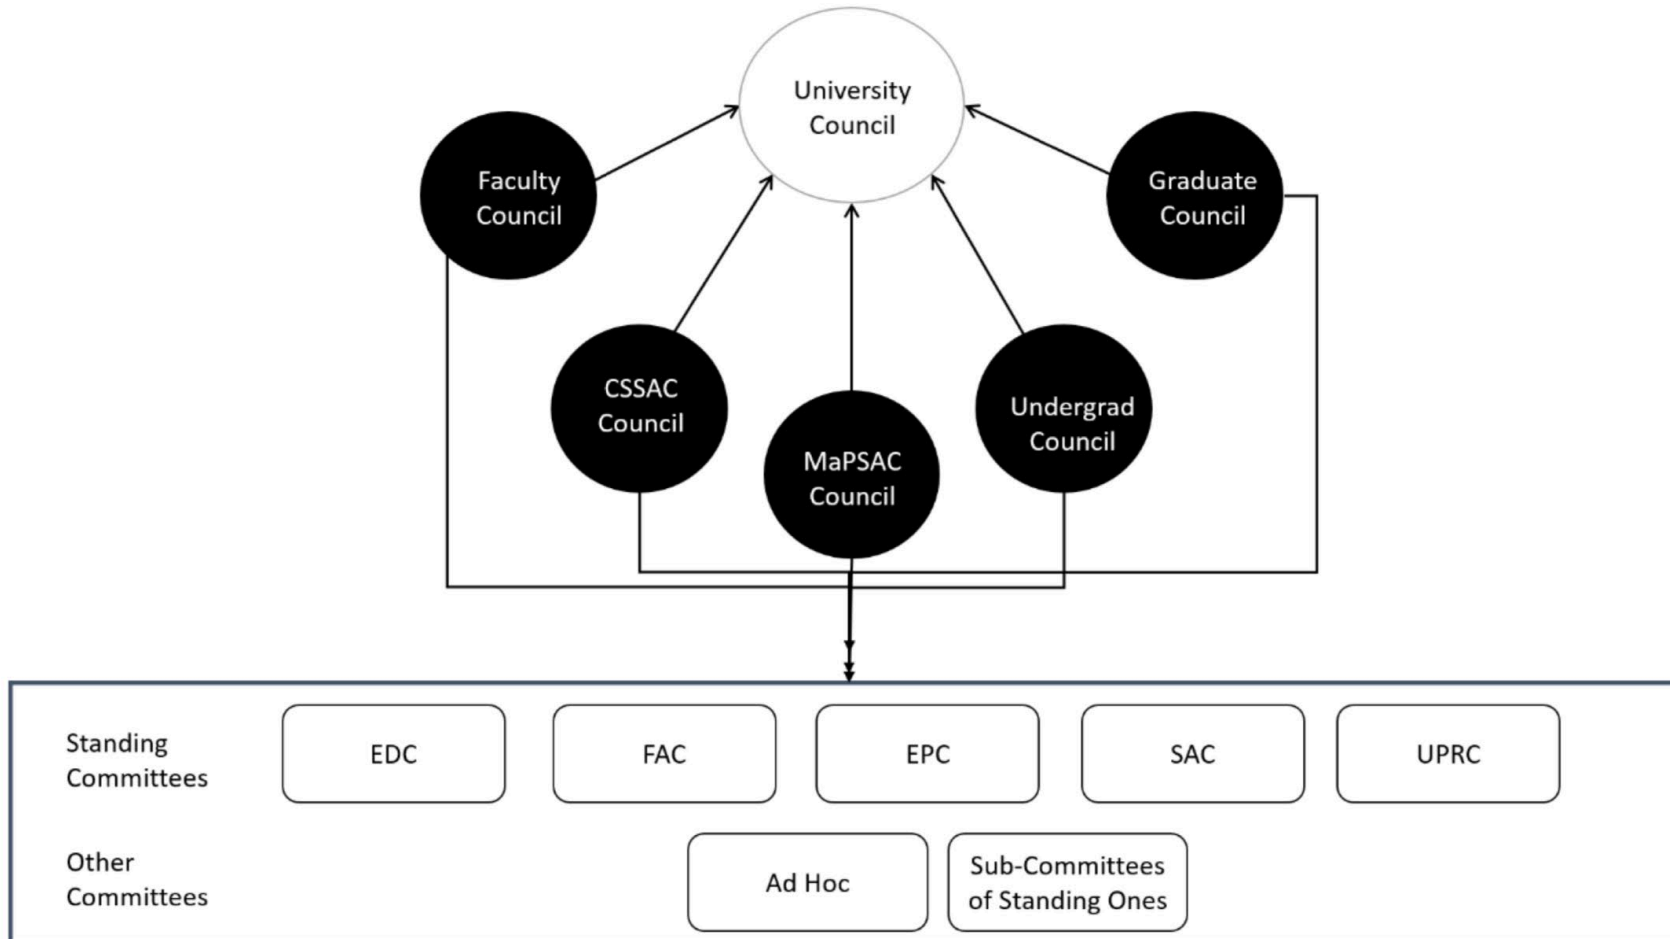 University
Council
Faculty
Council
Graduate
Council
CSSAC
Council
MaPSAC
Council
Undergrad
Council
Standing
Committees
EDC
FAC
EPC
SAC
UPRC
Other
Committees
Ad Hoc
Sub-Committees
of Standing Ones